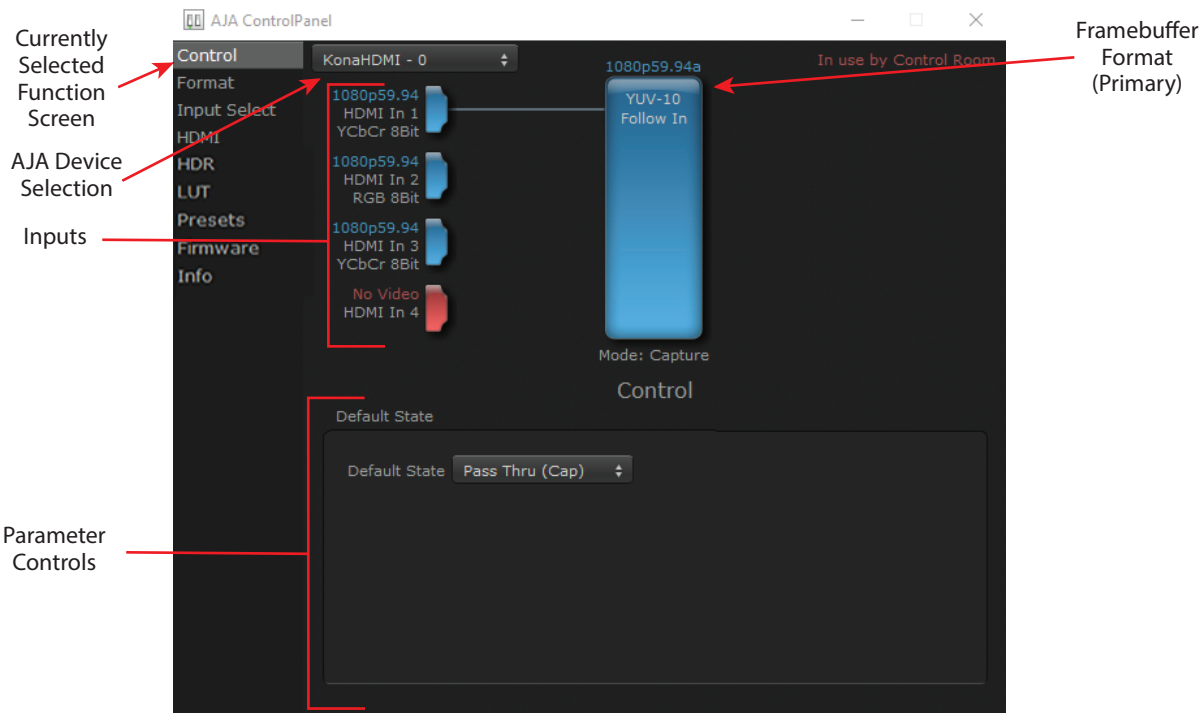 AJA ControlPanel
Currently
Selected
Function
Screen
AJA Device
Selection
Inputs
Parameter
Controls
Framebuffer
Format
(Primary)
Control
Format
Input Select
HDMI
HDR
LUT
Presets
Firmware
Info
KonaHDMI - 0
In use by Control Room
1080p59.94
HDMI In 1
YCbCr 8Bit
1080p59.94
HDMI In 2
RGB 8Bit
1080p59.94
HDMI In 3
YCbCr 8Bit
No Video
HDMI In 4
1080p59.94a
YUV-10
Follow In
Mode: Capture
Control
Default State
Default State Pass Thru (Cap)